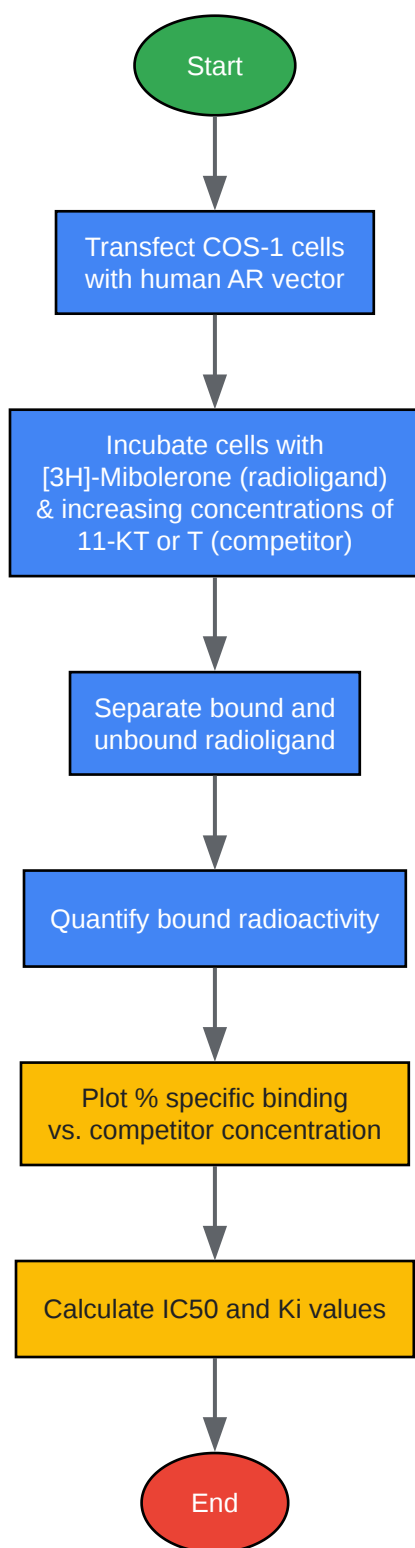 Start
Transfect COS-1 cells
with human AR vector
Incubate cells with
[3H]-Mibolerone (radioligand)
& increasing concentrations of
11-KT or T (competitor)
Separate bound and
unbound radioligand
Quantify bound radioactivity
Plot % specific binding
vs. competitor concentration
Calculate IC50 and Ki values
End